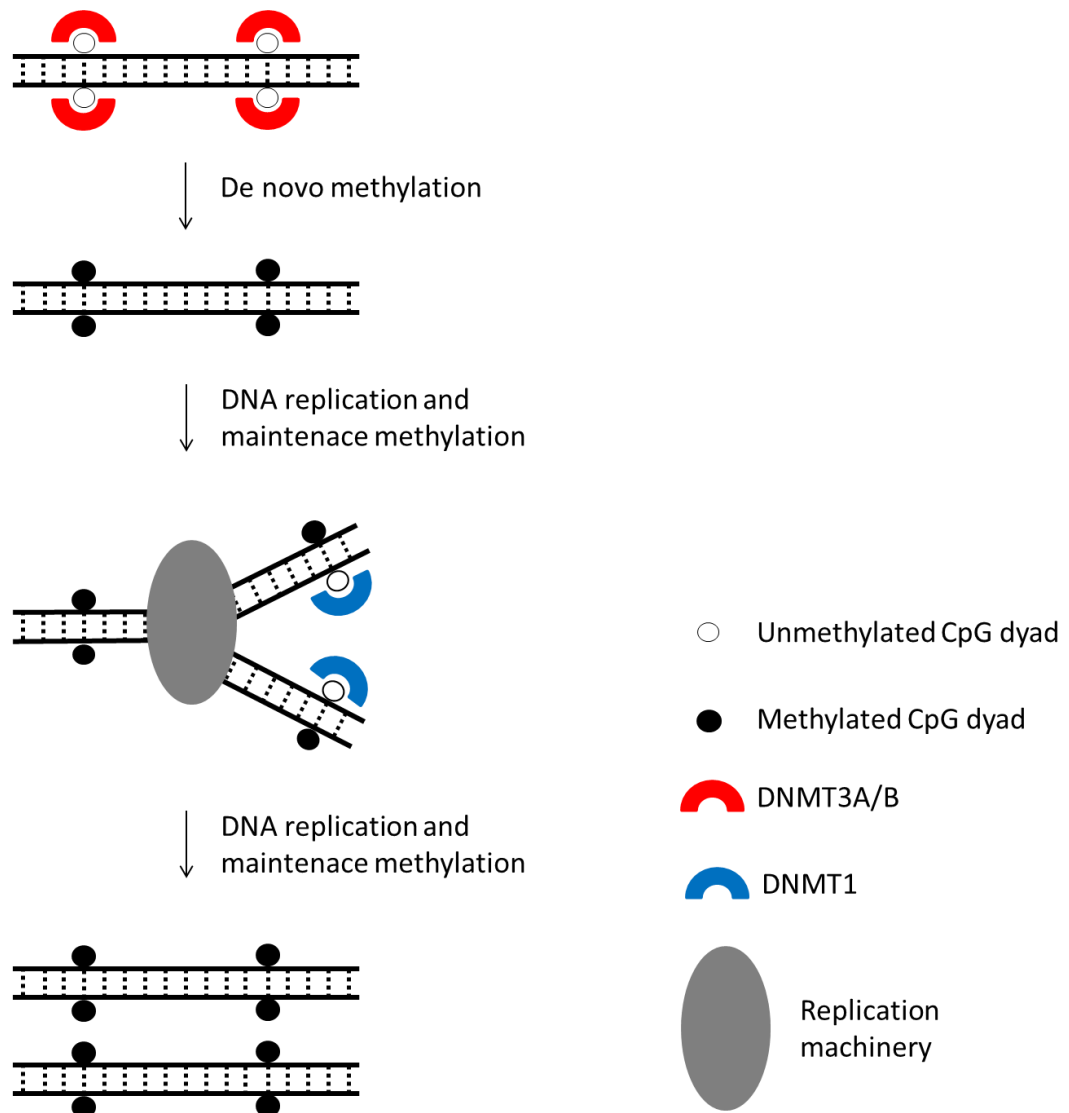 De novo methylation
DNA replication and
maintenace methylation
Unmethylated CpG dyad
Methylated CpG dyad
DNMT3A/B
DNA replication and
maintenace methylation
DNMT1
Replication
machinery